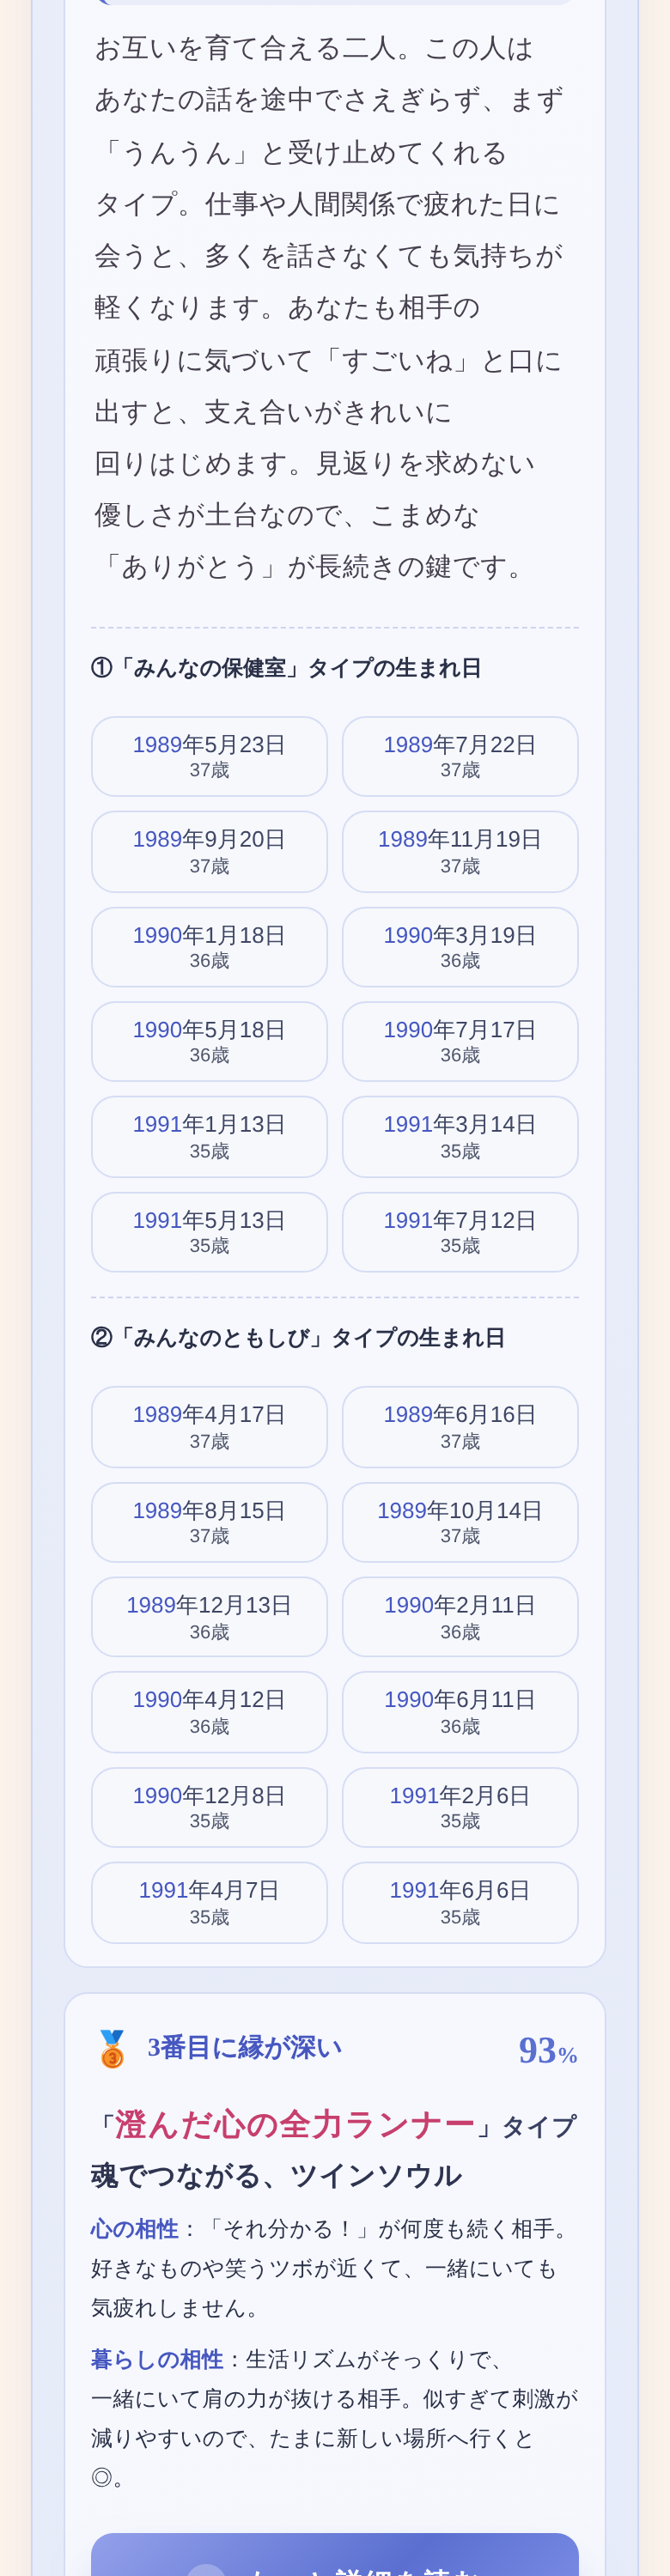 お互いを育て合える二人。この人は
あなたの話を途中でさえぎらず、まず
「うんうん」と受け止めてくれる
タイプ。仕事や人間関係で疲れた日に
会うと、多くを話さなくても気持ちが
軽くなります。あなたも相手の
頑張りに気づいて「すごいね」と口に
出すと、支え合いがきれいに
回りはじめます。見返りを求めない
優しさが土台なので、こまめな
「ありがとう」が長続きの鍵です。
①「みんなの保健室」タイプの生まれ日
1989年5月23日
37歳
1989年7月22日
37歳
1989年9月20日
37歳
1989年11月19日
37歳
1990年1月18日
36歳
1990年3月19日
36歳
1990年5月18日
36歳
1990年7月17日
36歳
1991年1月13日
35歳
1991年3月14日
35歳
1991年5月13日
35歳
1991年7月12日
35歳
②「みんなのともしび」タイプの生まれ日
1989年4月17日
37歳
1989年6月16日
37歳
1989年8月15日
37歳
1989年10月14日
37歳
1989年12月13日
36歳
1990年2月11日
36歳
1990年4月12日
36歳
1990年6月11日
36歳
1990年12月8日
35歳
1991年2月6日
35歳
1991年4月7日
35歳
1991年6月6日
35歳
3 3番目に縁が深い 93%
「澄んだ心の全力ランナー」タイプ
魂でつながる、ツインソウル
心の相性：「それ分かる！」が何度も続く相手。
好きなものや笑うツボが近くて、一緒にいても
気疲れしません。
暮らしの相性：生活リズムがそっくりで、
一緒にいて肩の力が抜ける相手。似すぎて刺激が
減りやすいので、たまに新しい場所へ行くと
◎。